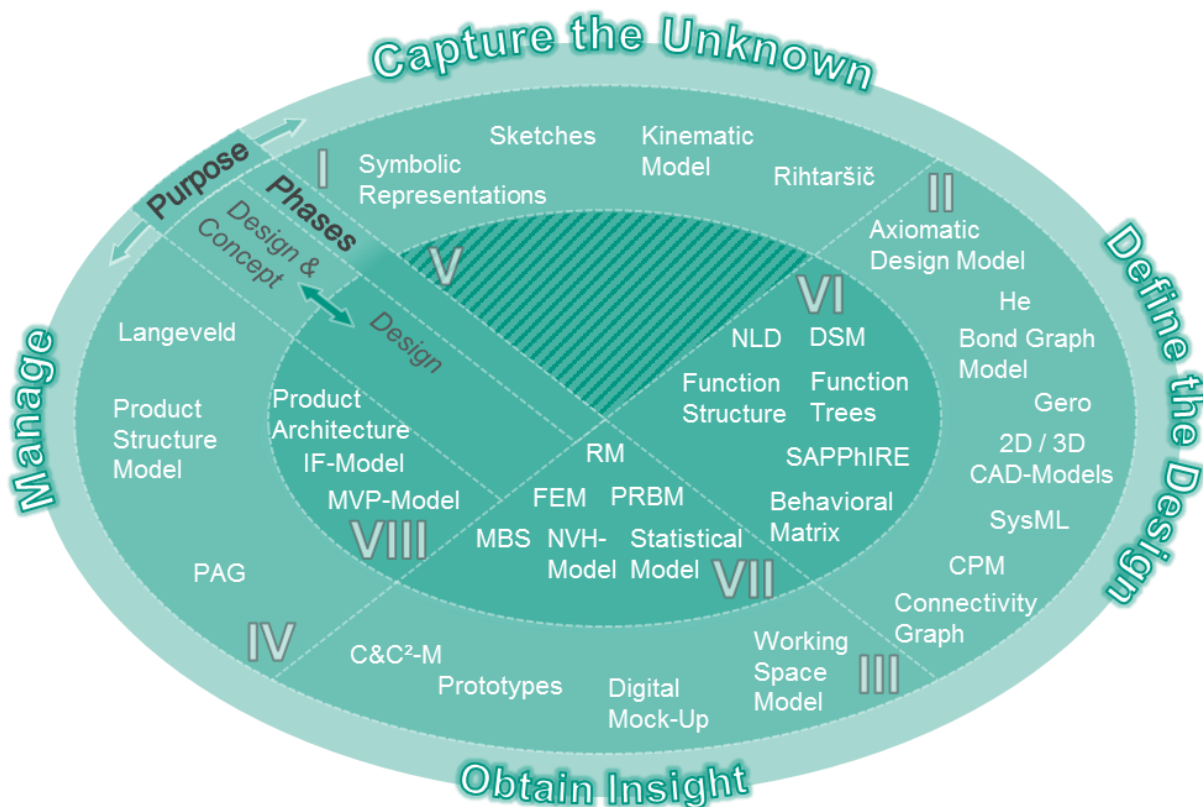 Capture the Unknown
Purpose
Phases
Design &
Concept
Design
I
Symbolic
Representations
Sketches
Kinematic
Model
Rihtaršič
II
Axiomatic
Design Model
He
Bond Graph
Model
Gero
2D / 3D
CAD-Models
SysML
CPM
Connectivity
Graph
Define the Design
V
VI
NLD
DSM
Function
Structure
Function
Trees
SAPPhIRE
Behavioral
Matrix
Manage
Langeveld
Product
Structure
Model
PAG
IV
Product
Architecture
IF-Model
MVP-Model
VIII
RM
FEM
PRBM
MBS
NVH-
Model
Statistical
Model
VII
C&C²-M
Prototypes
Digital
Mock-Up
Working
Space
Model
III
Obtain Insight